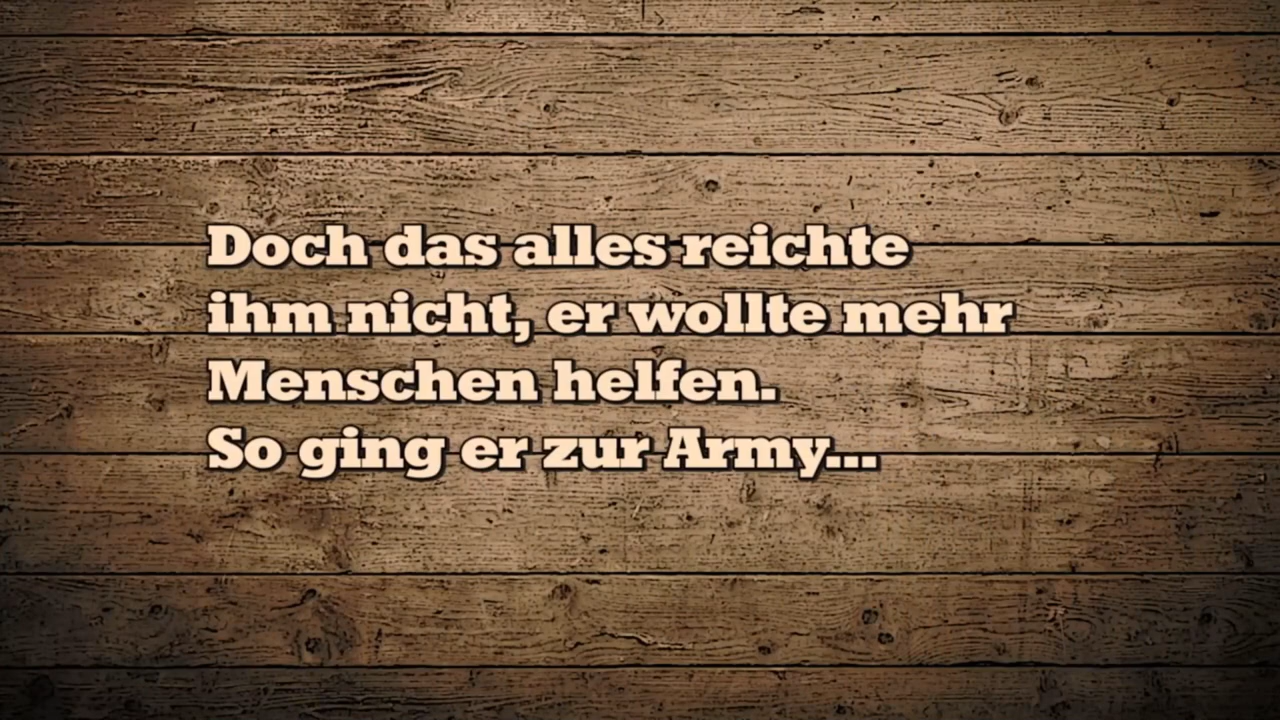 Doch das alles reichte
ihm nicht, er wollte mehr
Menschen helfen.
So ging er zur Army...